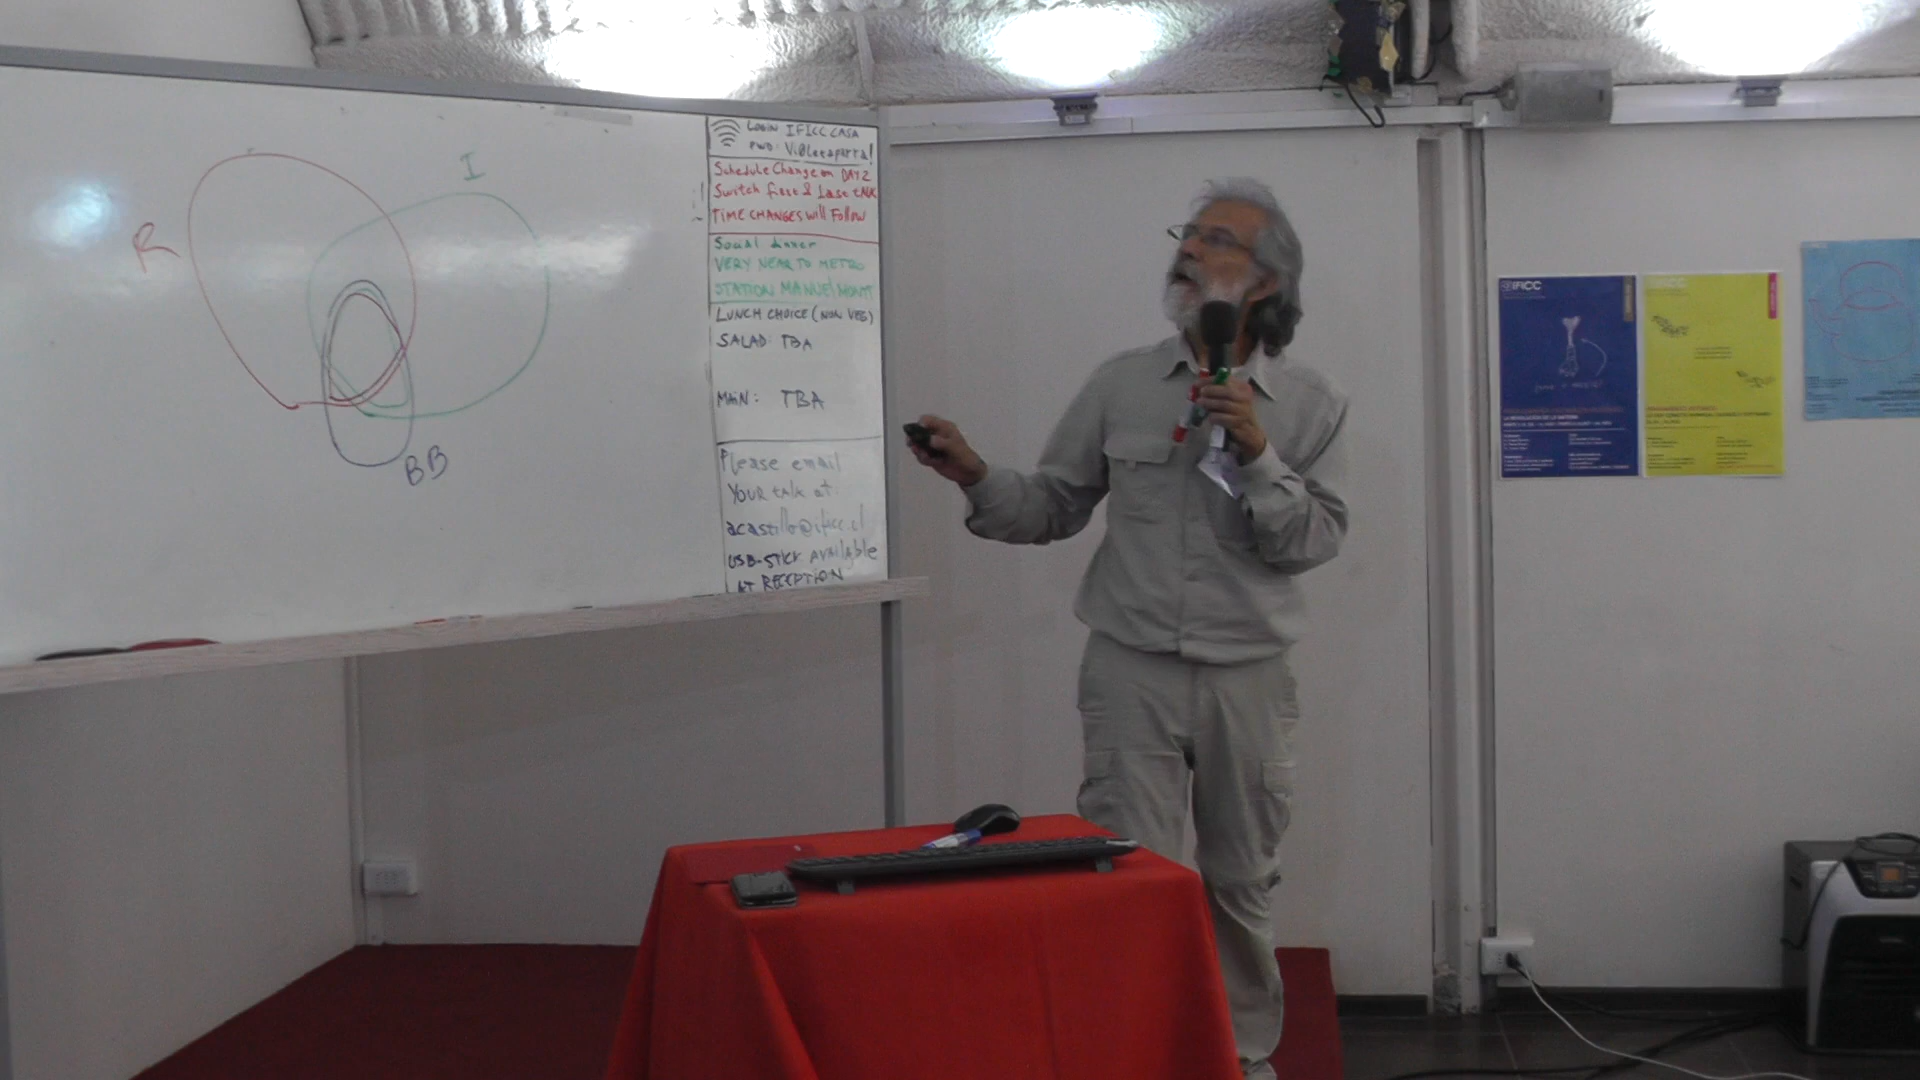 R
I
BB
LOGIN IFICC CASA
PWD: Vi0letaparra!
Schedule Change on DAY 2
Switch first & Last talk
TIME CHANGES will Follow
Social dinner
VERY NEAR TO METRO
STATION MANUEL MONTT
LUNCH CHOICE (NON VEG)
SALAD: TBA
MAIN: TBA
Please email
YOUR talk at:
acastillo@ificc.cl
USB-STICK AVAilable
AT RECEPTION
IFICC
IFICC